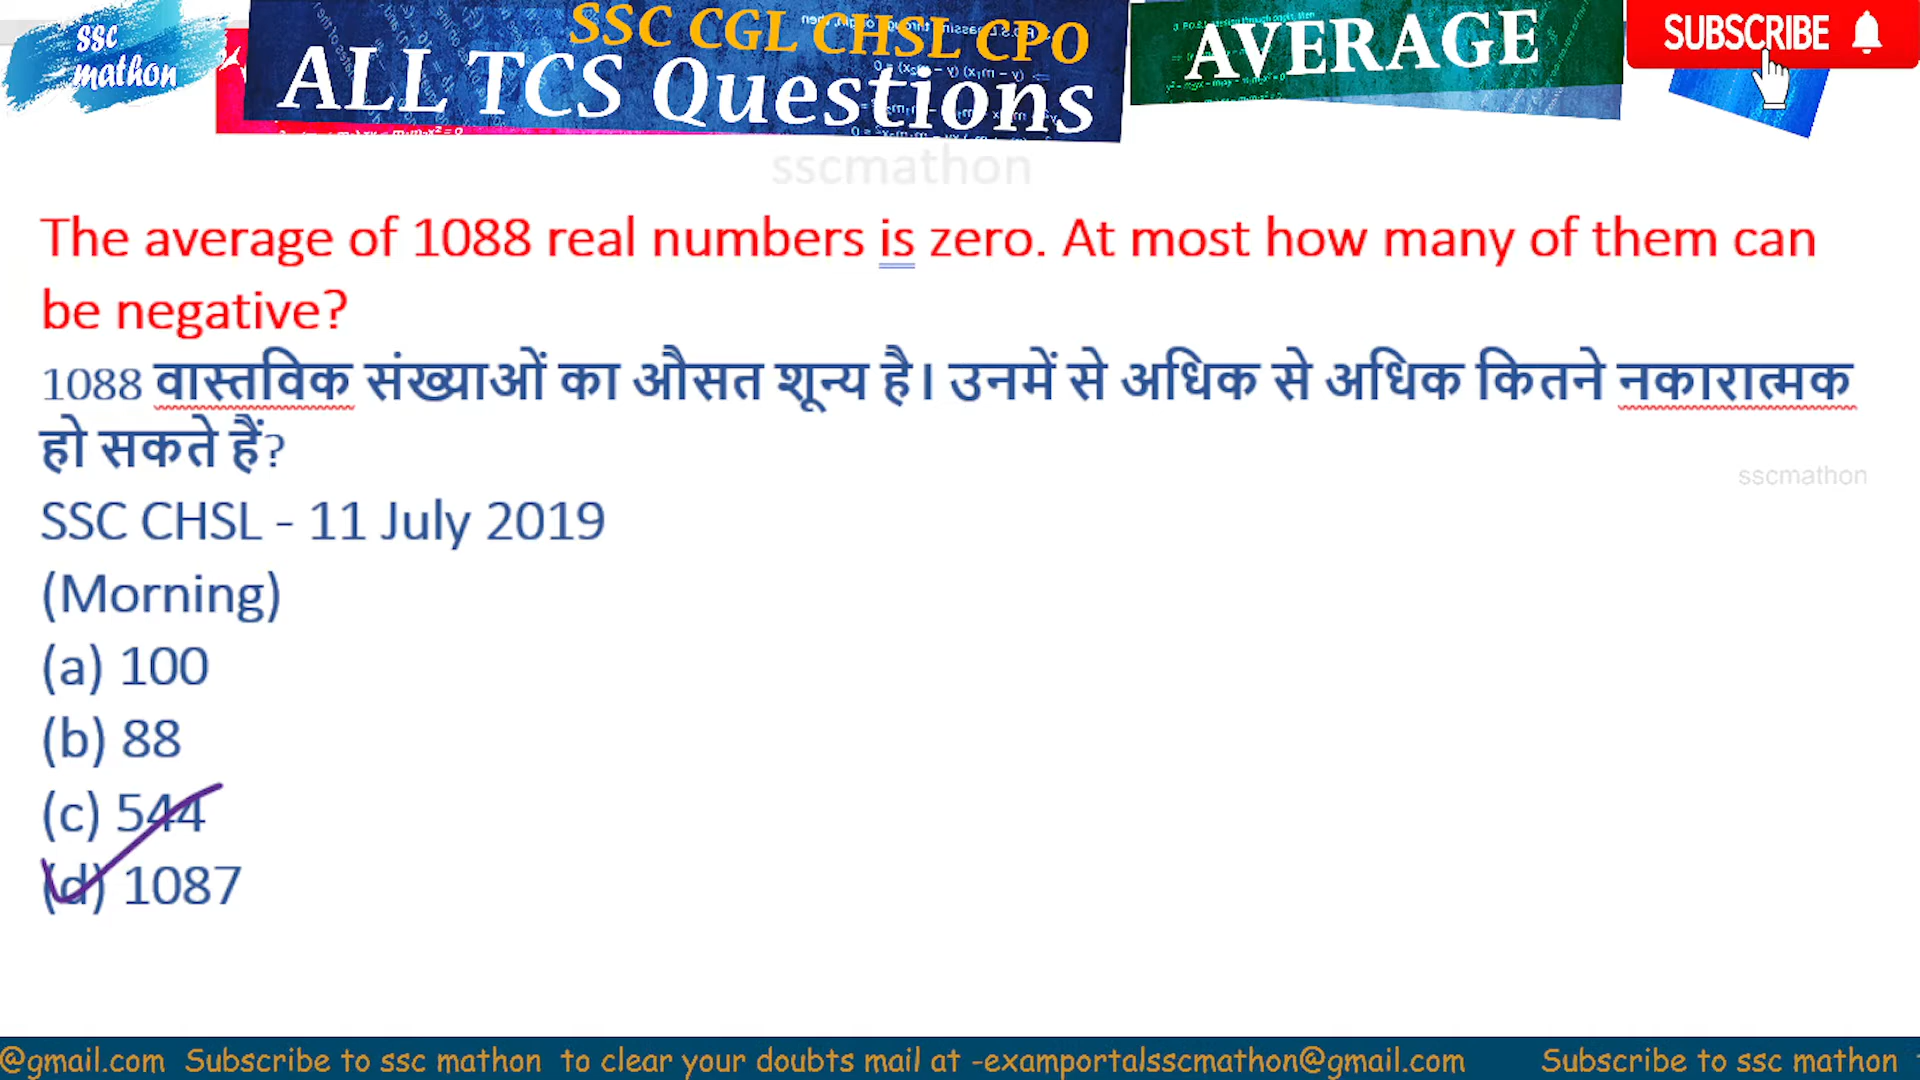 ssc
mathon
SSC CGL CHSL CPO
ALL TCS Questions
AVERAGE
SUBSCRIBE
sscmathon
The average of 1088 real numbers is zero. At most how many of them can
be negative?
1088 वास्तविक संख्याओं का औसत शून्य है। उनमें से अधिक से अधिक कितने नकारात्मक
हो सकते हैं?
sscmathon
SSC CHSL - 11 July 2019
(Morning)
(a) 100
(b) 88
(c) 544
(d) 1087
@gmail.com Subscribe to ssc mathon to clear your doubts mail at -examportalsscmathon@gmail.com Subscribe to ssc mathon